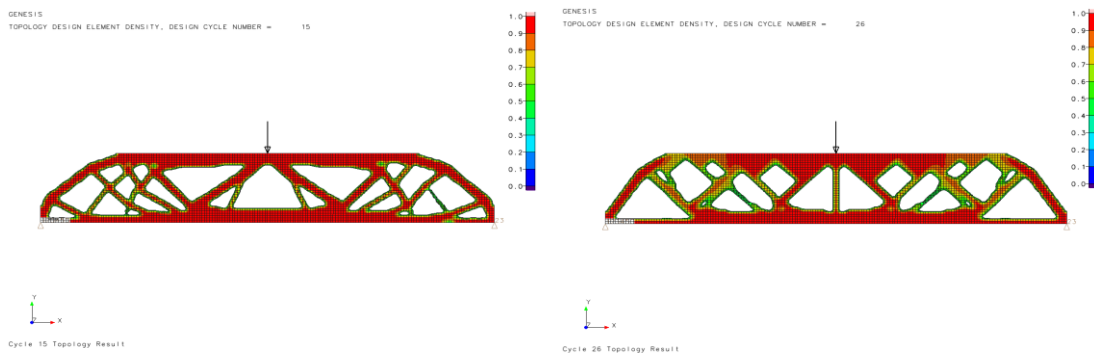 GENESIS
TOPOLOGY DESIGN ELEMENT DENSITY, DESIGN CYCLE NUMBER = 15
1.0
0.9
0.8
0.7
0.6
0.5
0.4
0.3
0.2
0.1
0.0
Y
Z X
Cycle 15 Topology Result
GENESIS
TOPOLOGY DESIGN ELEMENT DENSITY, DESIGN CYCLE NUMBER = 26
1.0
0.9
0.8
0.7
0.6
0.5
0.4
0.3
0.2
0.1
0.0
Y
Z X
Cycle 26 Topology Result